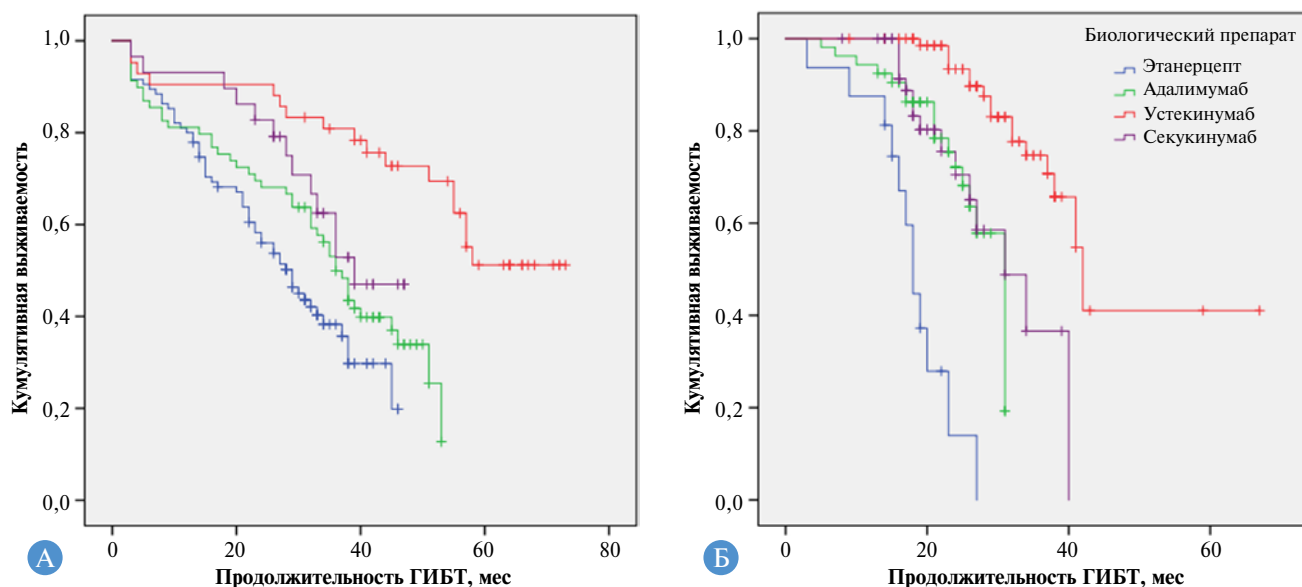 1,0
0,8
0,6
0,4
0,2
0,0
Кумулятивная выживаемость
0
20
40
60
80
Продолжительность ГИБТ, мес
А
1,0
0,8
0,6
0,4
0,2
0,0
Кумулятивная выживаемость
Биологический препарат
Этанерцепт
Адалимумаб
Устекинумаб
Секукинумаб
0
20
40
60
Продолжительность ГИБТ, мес
Б